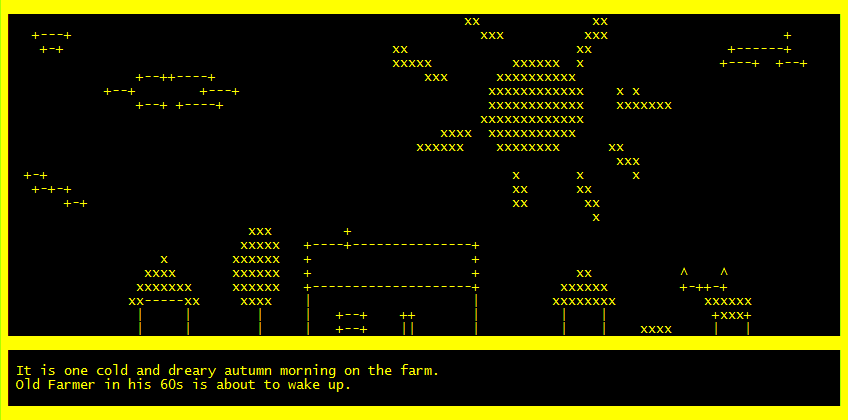 It is one cold and dreary autumn morning on the farm.
Old Farmer in his 60s is about to wake up.